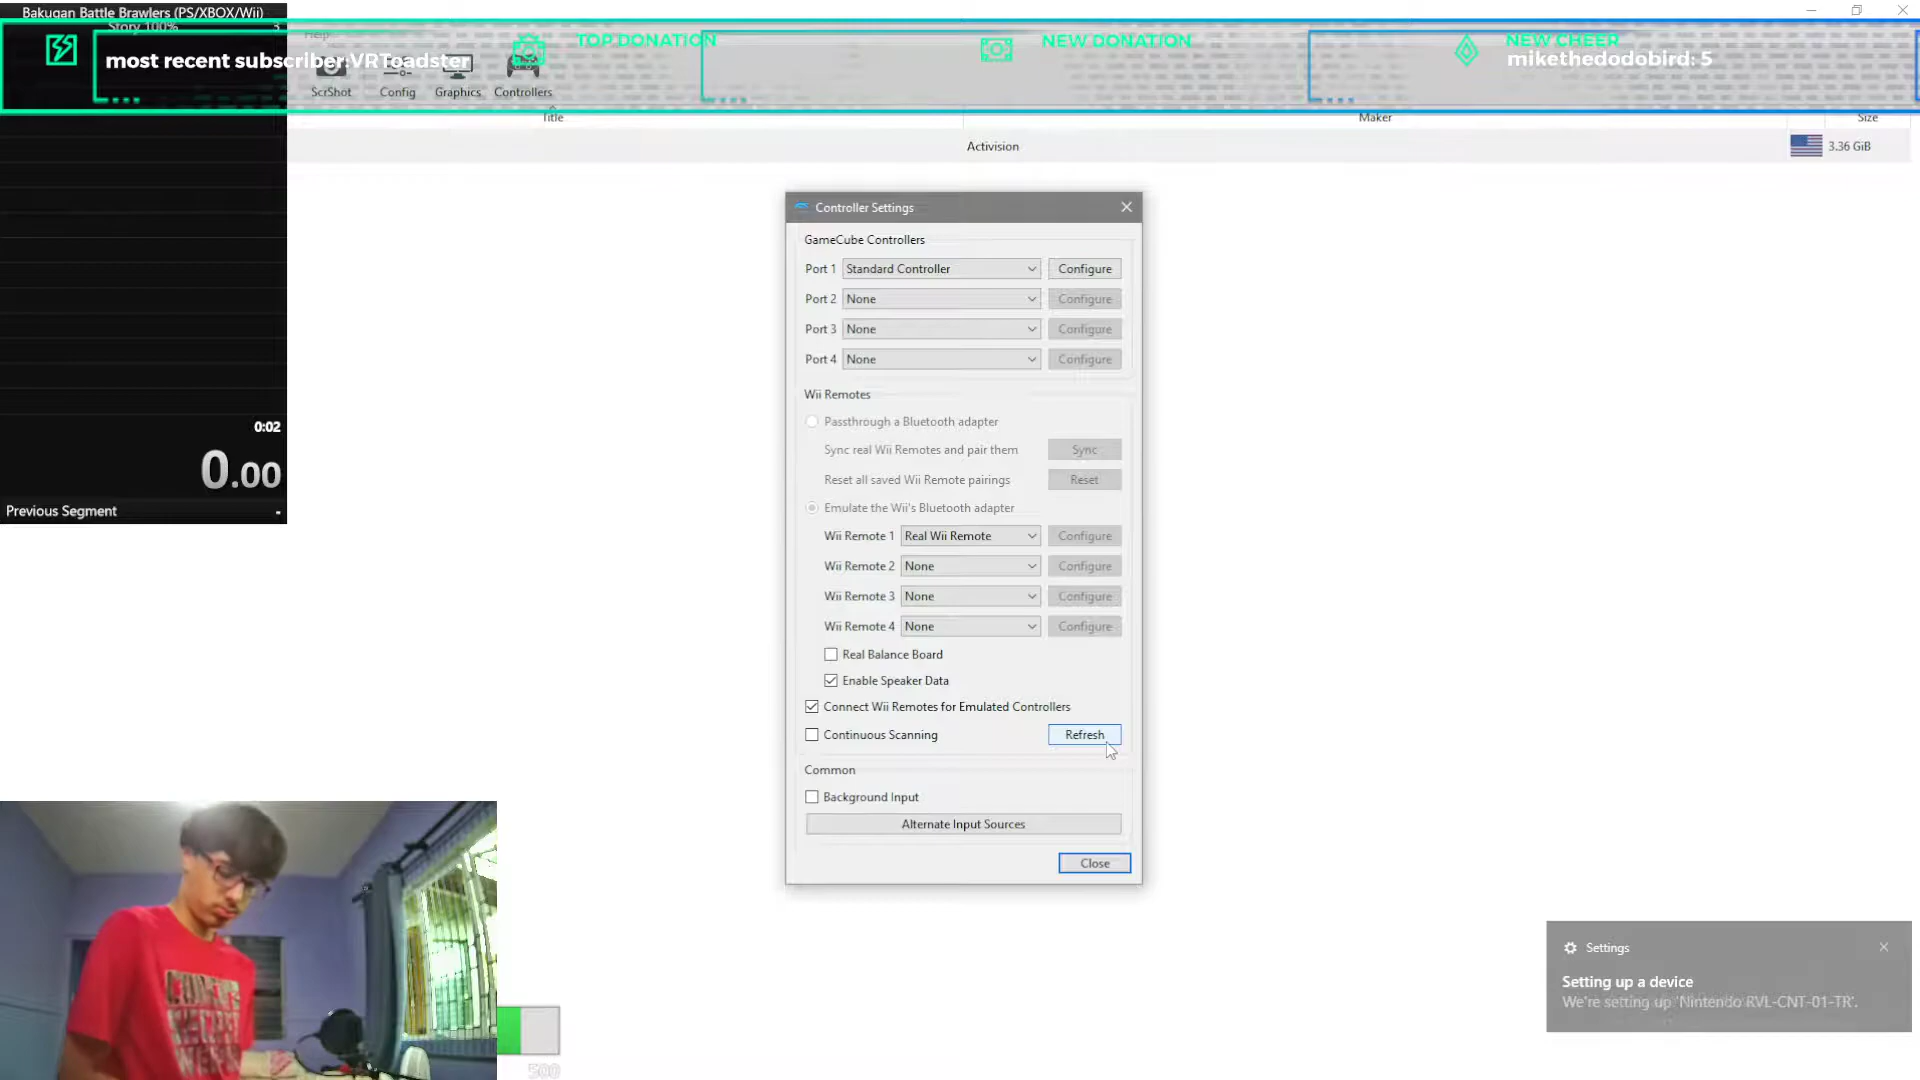 Bakugan Battle Brawlers (PS/XBOX/Wii)
Story 100%
3
Help
most recent subscriber:VRToadster
TOP DONATION
NEW DONATION
NEW CHEER
mikethedodobird: 5
ScrShot
Config
Graphics
Controllers
Title
Maker
Size
Activision
3.36 GiB
Controller Settings
GameCube Controllers
Port 1 Standard Controller Configure
Port 2 None Configure
Port 3 None Configure
Port 4 None Configure
Wii Remotes
Passthrough a Bluetooth adapter
Sync real Wii Remotes and pair them Sync
Reset all saved Wii Remote pairings Reset
Emulate the Wii's Bluetooth adapter
Wii Remote 1 Real Wii Remote Configure
Wii Remote 2 None Configure
Wii Remote 3 None Configure
Wii Remote 4 None Configure
Real Balance Board
Enable Speaker Data
Connect Wii Remotes for Emulated Controllers
Continuous Scanning Refresh
Common
Background Input
Alternate Input Sources
Close
0:02
0.00
Previous Segment -
500
Settings
Setting up a device
We're setting up 'Nintendo RVL-CNT-01-TR'.